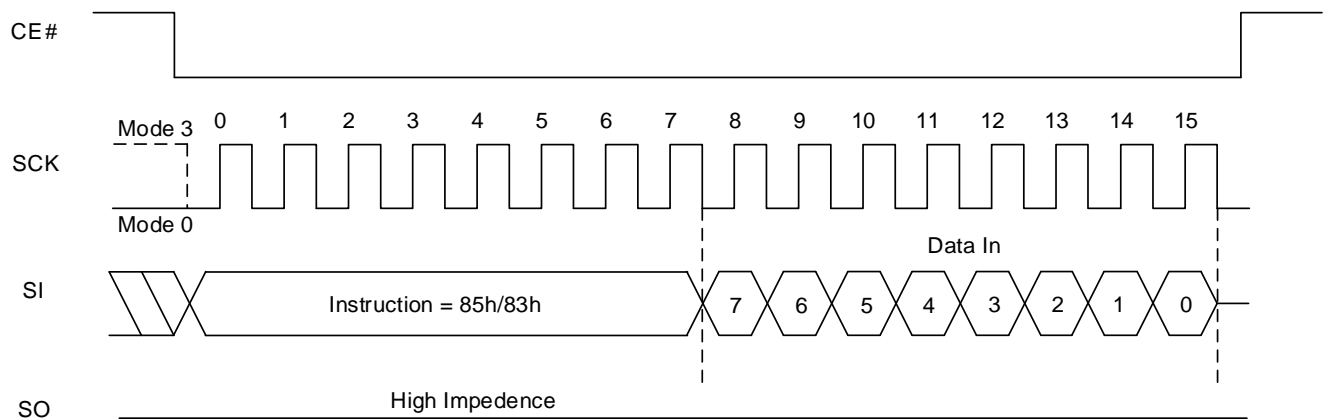 CE#
Mode 3 0 1 2 3 4 5 6 7 8 9 10 11 12 13 14 15
SCK
Mode 0
Data In
SI Instruction = 85h/83h 7 6 5 4 3 2 1 0
High Impedence
SO